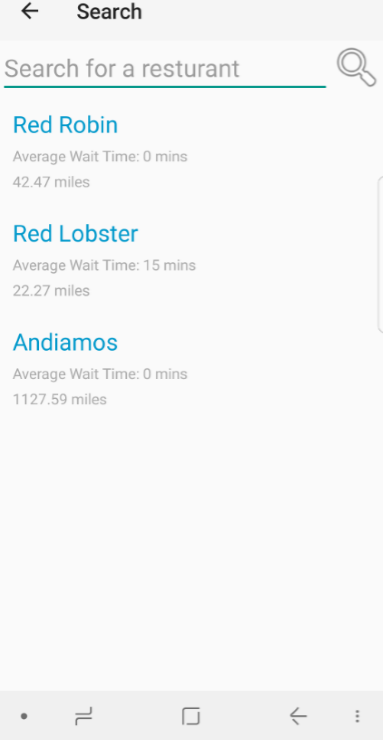 Search
Search for a resturant
Red Robin
Average Wait Time: 0 mins
42.47 miles
Red Lobster
Average Wait Time: 15 mins
22.27 miles
Andiamos
Average Wait Time: 0 mins
1127.59 miles